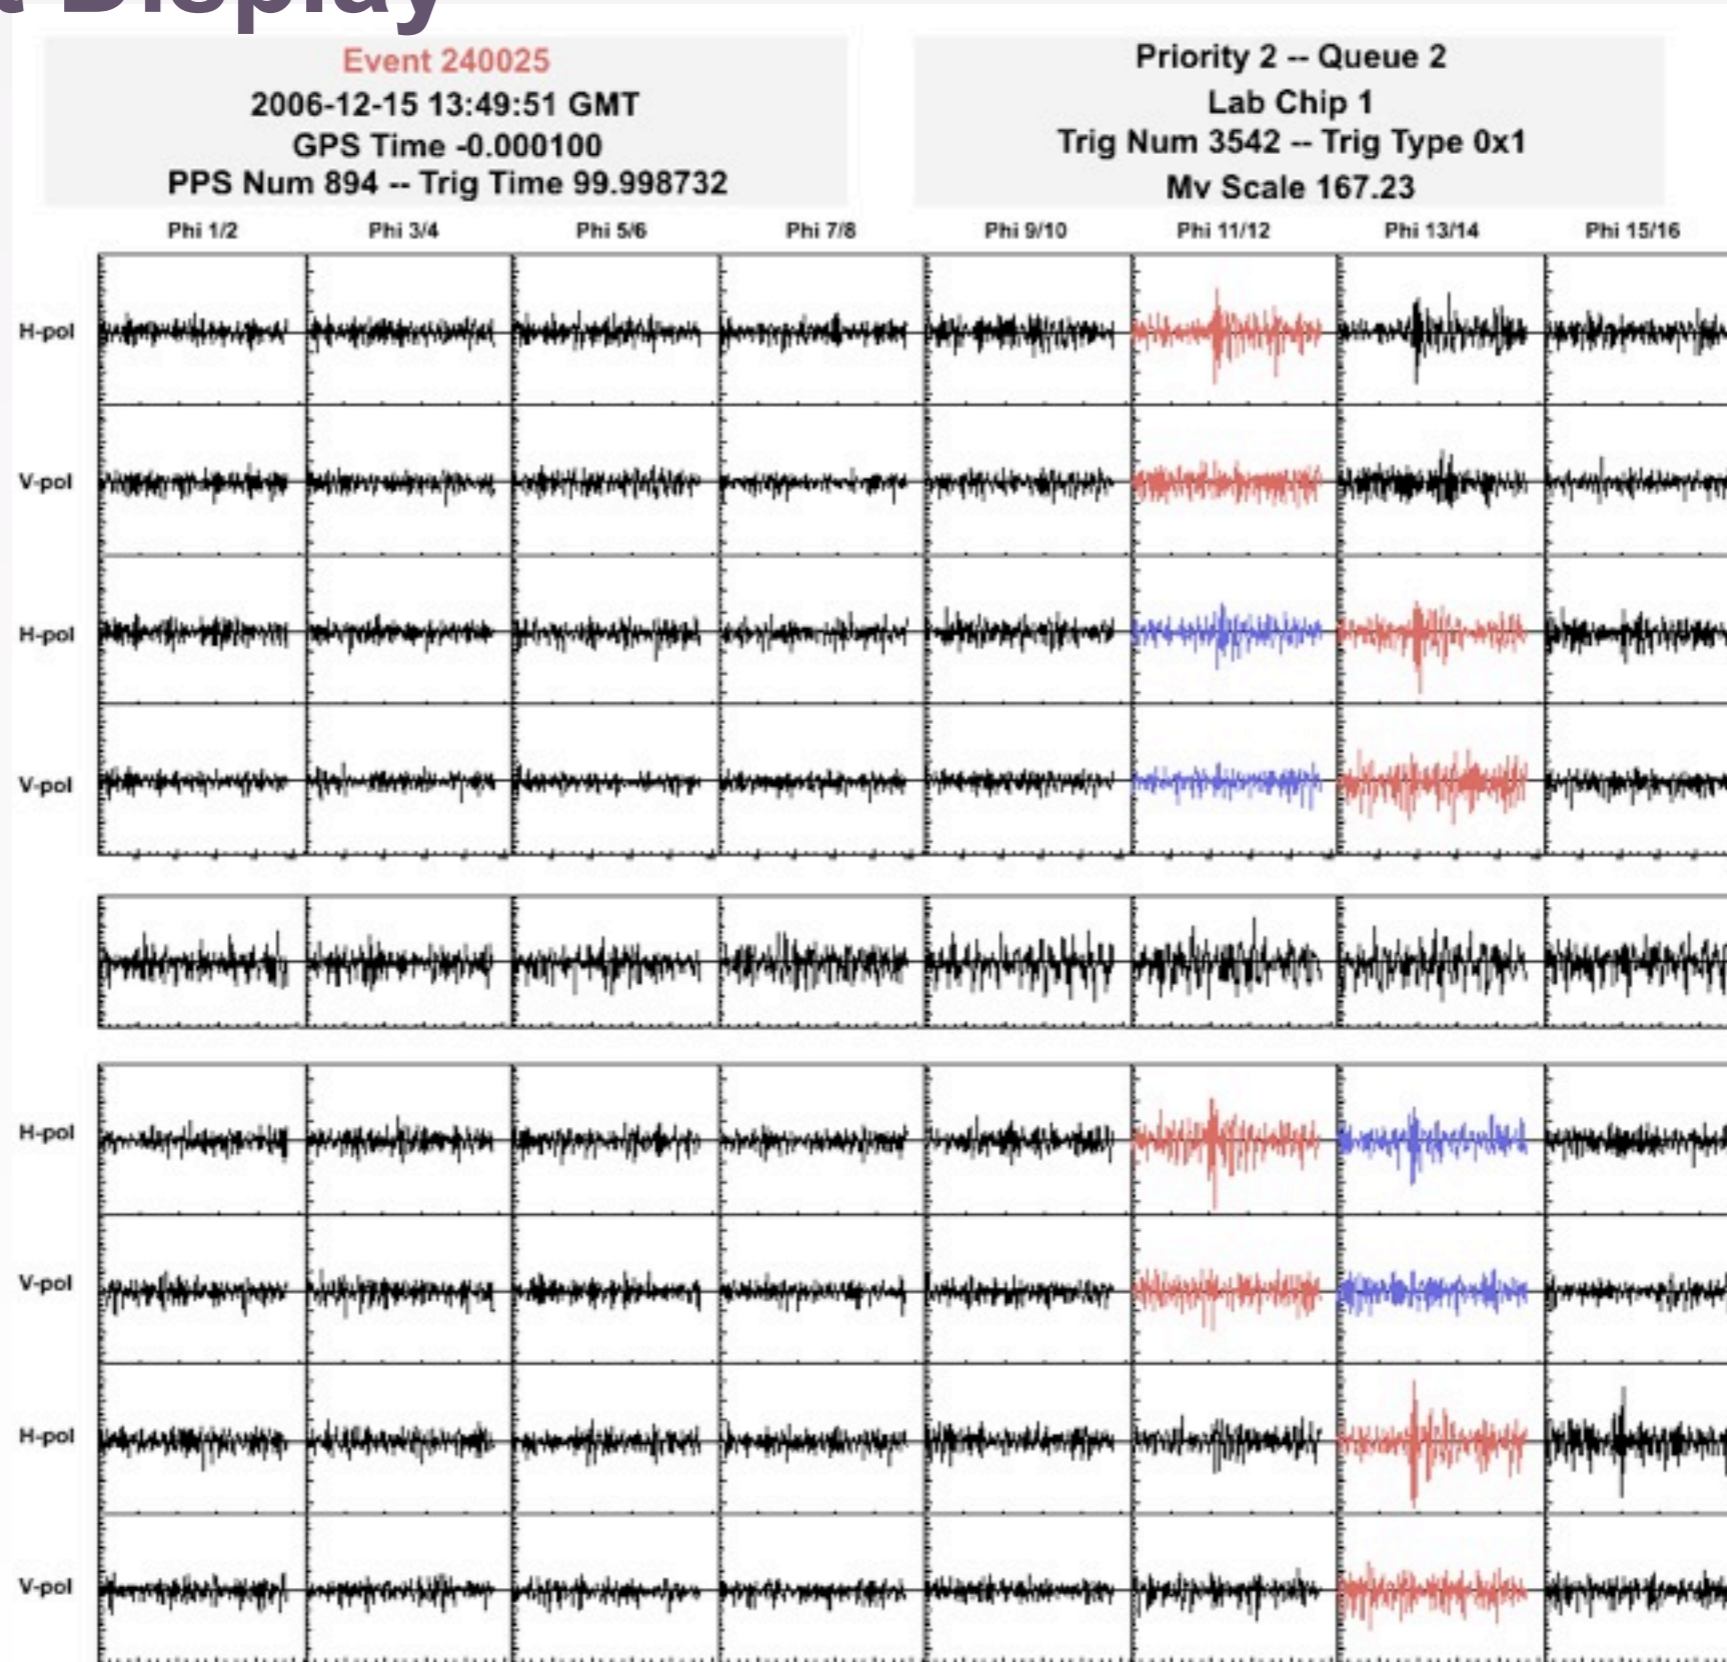 t Display
Event 240025
2006-12-15 13:49:51 GMT
GPS Time -0.000100
PPS Num 894 -- Trig Time 99.998732
Priority 2 -- Queue 2
Lab Chip 1
Trig Num 3542 -- Trig Type 0x1
Mv Scale 167.23
Phi 1/2 Phi 3/4 Phi 5/6 Phi 7/8 Phi 9/10 Phi 11/12 Phi 13/14 Phi 15/16
H-pol
V-pol
H-pol
V-pol
H-pol
V-pol
H-pol
V-pol